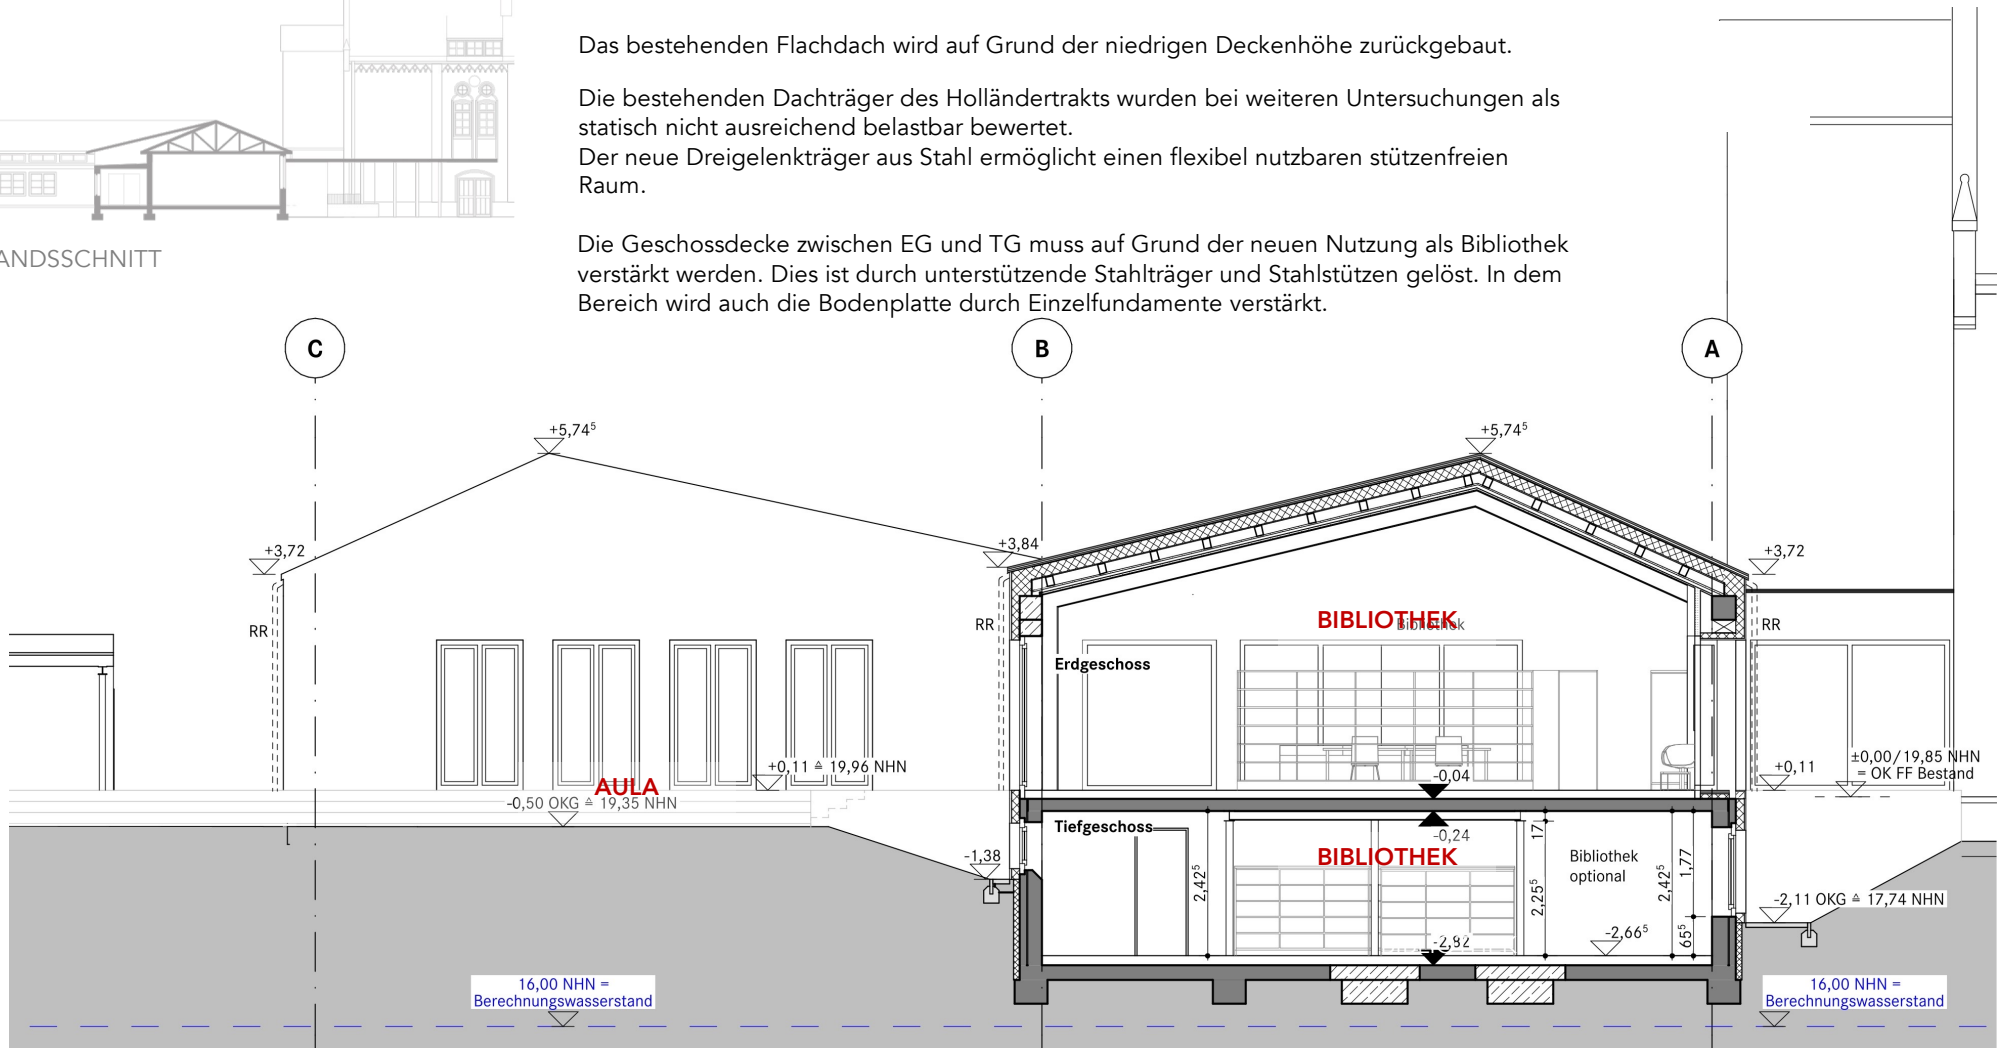 Das bestehenden Flachdach wird auf Grund der niedrigen Deckenhöhe zurückgebaut.
Die bestehenden Dachträger des Holländertrakts wurden bei weiteren Untersuchungen als
statisch nicht ausreichend belastbar bewertet.
Der neue Dreigelenkträger aus Stahl ermöglicht einen flexibel nutzbaren stützenfreien
Raum.
Die Geschossdecke zwischen EG und TG muss auf Grund der neuen Nutzung als Bibliothek
verstärkt werden. Dies ist durch unterstützende Stahlträger und Stahlstützen gelöst. In dem
Bereich wird auch die Bodenplatte durch Einzelfundamente verstärkt.
ANDSSCHNITT
C
B
A
+5,74⁵
+5,74⁵
+3,72
+3,84
+3,72
RR
RR
RR
BIBLIOTHEK
Bibliothek
Erdgeschoss
+0,11 ≙ 19,96 NHN
AULA
-0,50 OKG ≙ 19,35 NHN
-0,04
+0,11
±0,00/19,85 NHN
= OK FF Bestand
Tiefgeschoss
-0,24
17
BIBLIOTHEK
Bibliothek
optional
-1,38
2,42⁵
2,25⁵
2,42⁵
1,77
65⁵
-2,11 OKG ≙ 17,74 NHN
-2,66⁵
-2,82
16,00 NHN =
Berechnungswasserstand
16,00 NHN =
Berechnungswasserstand